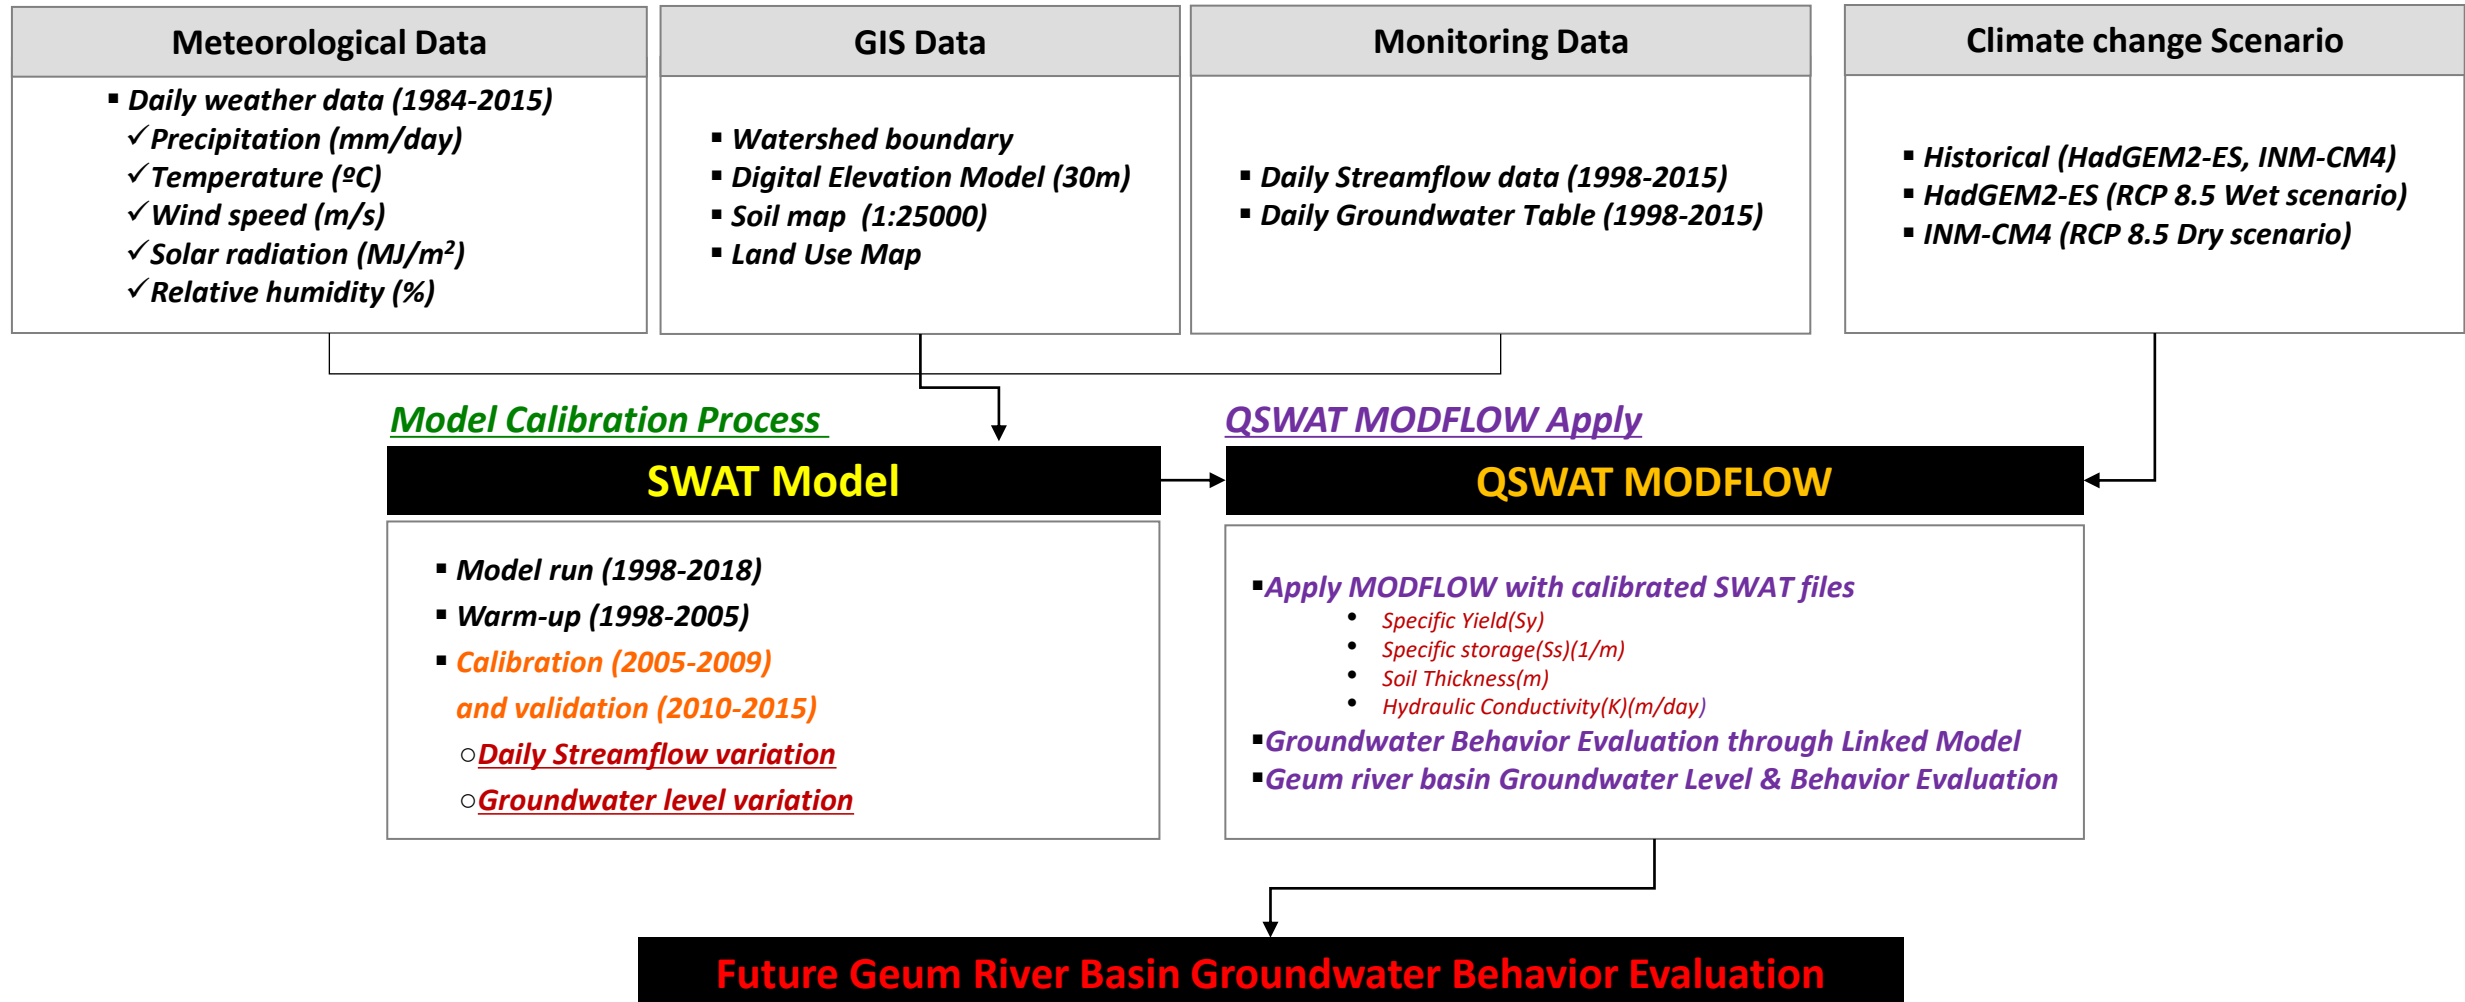 Meteorological Data
▪ Daily weather data (1984-2015)
✓Precipitation (mm/day)
✓Temperature (ºC)
✓Wind speed (m/s)
✓Solar radiation (MJ/m²)
✓Relative humidity (%)
GIS Data
▪ Watershed boundary
▪ Digital Elevation Model (30m)
▪ Soil map (1:25000)
▪ Land Use Map
Monitoring Data
▪ Daily Streamflow data (1998-2015)
▪ Daily Groundwater Table (1998-2015)
Climate change Scenario
▪ Historical (HadGEM2-ES, INM-CM4)
▪ HadGEM2-ES (RCP 8.5 Wet scenario)
▪ INM-CM4 (RCP 8.5 Dry scenario)
Model Calibration Process
SWAT Model
▪ Model run (1998-2018)
▪ Warm-up (1998-2005)
▪ Calibration (2005-2009)
and validation (2010-2015)
○Daily Streamflow variation
○Groundwater level variation
QSWAT MODFLOW Apply
QSWAT MODFLOW
▪Apply MODFLOW with calibrated SWAT files
• Specific Yield(Sy)
• Specific storage(Ss)(1/m)
• Soil Thickness(m)
• Hydraulic Conductivity(K)(m/day)
▪Groundwater Behavior Evaluation through Linked Model
▪Geum river basin Groundwater Level & Behavior Evaluation
Future Geum River Basin Groundwater Behavior Evaluation